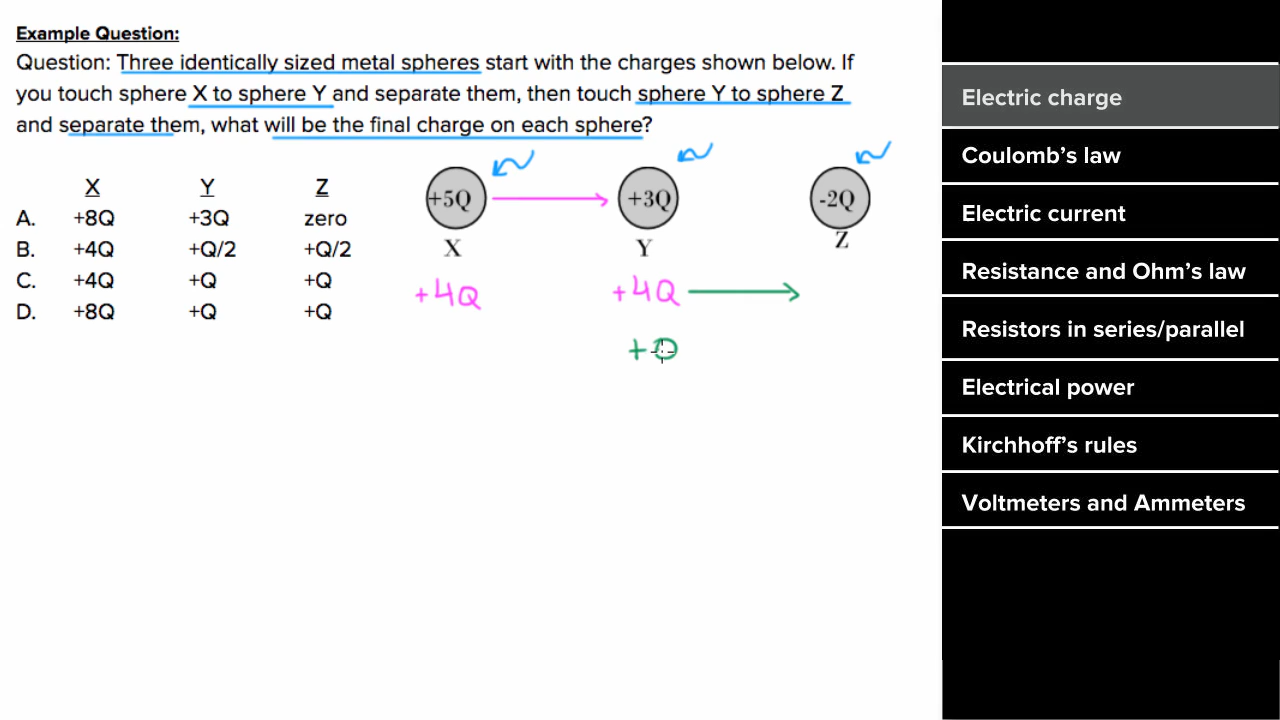 Example Question:
Question: Three identically sized metal spheres start with the charges shown below. If
you touch sphere X to sphere Y and separate them, then touch sphere Y to sphere Z
and separate them, what will be the final charge on each sphere?
X Y Z
A. +8Q +3Q zero
B. +4Q +Q/2 +Q/2
C. +4Q +Q +Q
D. +8Q +Q +Q
+5Q +3Q -2Q
X Y Z
+4Q +4Q
+
Electric charge
Coulomb's law
Electric current
Resistance and Ohm's law
Resistors in series/parallel
Electrical power
Kirchhoff's rules
Voltmeters and Ammeters